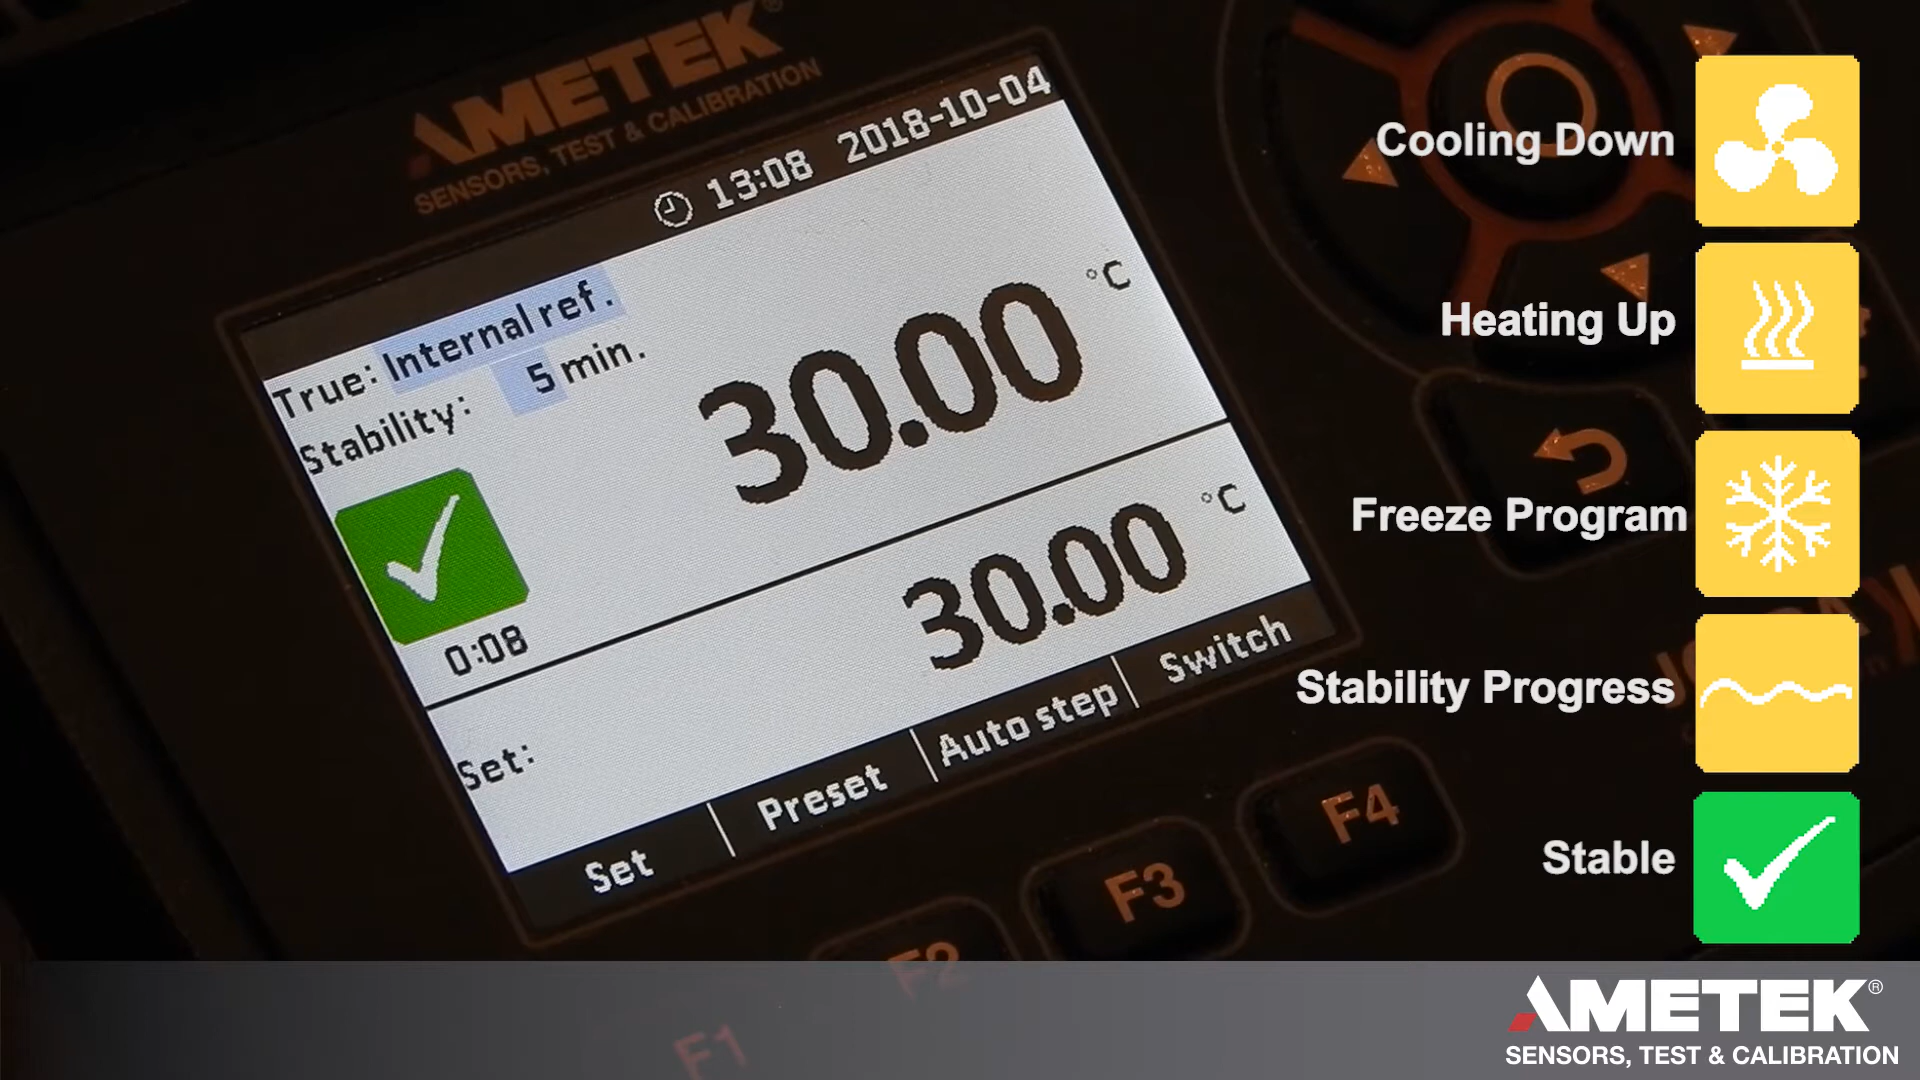 AMETEK®
SENSORS, TEST & CALIBRATION
13:08 2018-10-04
True: Internal ref.
Stability: 5 min.
30.00 °C
0:08
Set: 30.00 °C
Set Preset Auto step Switch
F1 F2 F3 F4
Cooling Down
Heating Up
Freeze Program
Stability Progress
Stable
AMETEK®
SENSORS, TEST & CALIBRATION